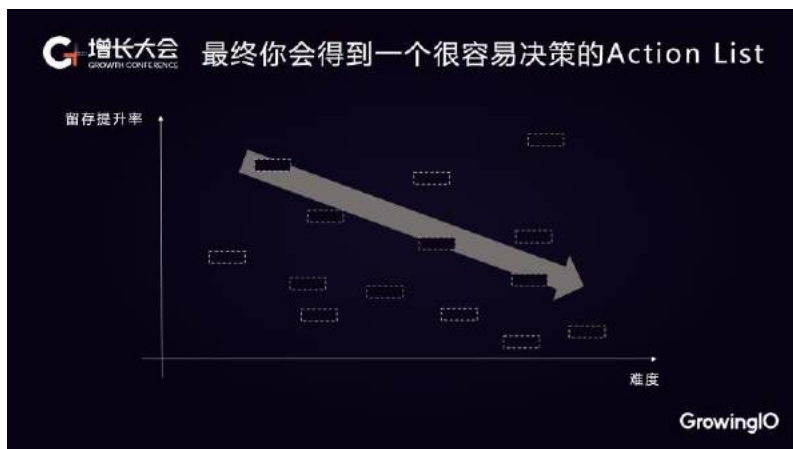 G+ 增长大会
GROWTH CONFERENCE
最终你会得到一个很容易决策的Action List
留存提升率
难度
GrowingIO